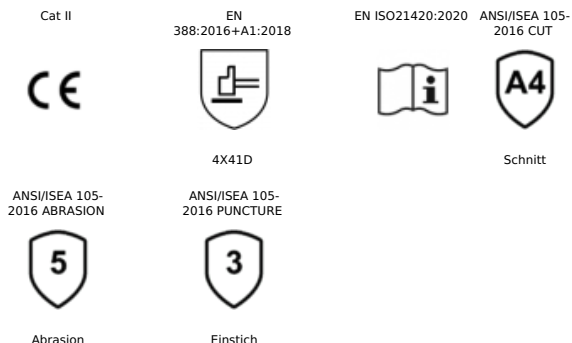 Cat II
EN
388:2016+A1:2018
EN ISO21420:2020
ANSI/ISEA 105-
2016 CUT
CE
i
A4
4X41D
Schnitt
ANSI/ISEA 105-
2016 ABRASION
ANSI/ISEA 105-
2016 PUNCTURE
5
3
Abrasion
Einstich